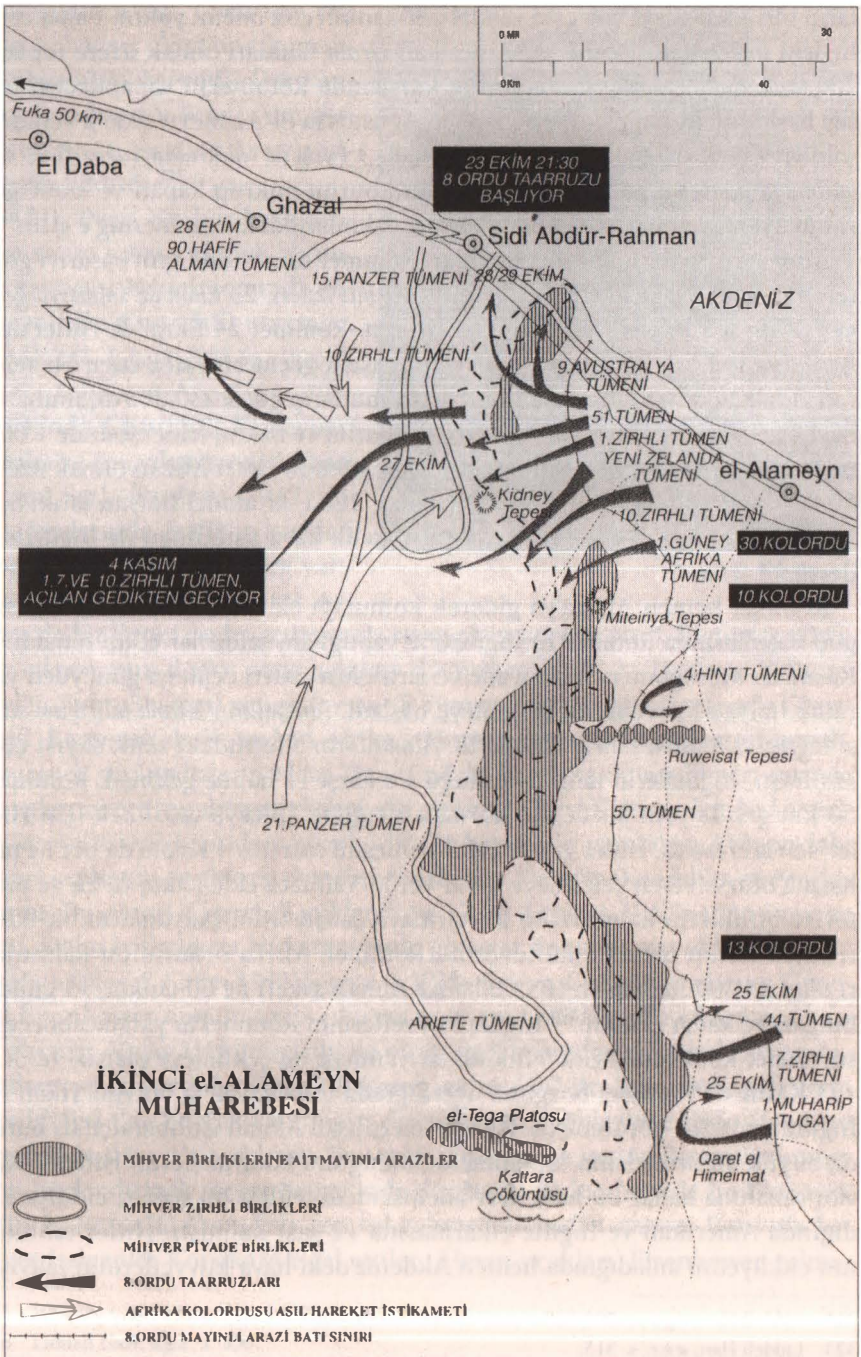 0 Mil
30
0 Km
40
Fuka 50 km.
El Daba
Ghazal
23 EKİM 21:30
8 ORDU TAARRUZU
BAŞLIYOR
28 EKİM
90.HAFİF
ALMAN TÜMENİ
Sidi Abdür-Rahman
15.PANZER TÜMENİ
28/29 EKİM
AKDENİZ
10.ZIRHLI TÜMENİ
9.AVUSTRALYA
TÜMENİ
51.TÜMEN
1.ZIRHLI TÜMEN
YENİ ZELANDA
TÜMENİ
27 EKİM
el-Alameyn
Kidney
Tepesi
10.ZIRHLI TÜMENİ
30.KOLORDU
1.GÜNEY
AFRİKA
TÜMENİ
4 KASIM
1.7.VE 10.ZIRHLI TÜMEN,
AÇILAN GEDİKTEN GEÇİYOR
10.KOLORDU
Miteiriya Tepesi
4.HİNT TÜMENİ
Ruweisat Tepesi
50.TÜMEN
21.PANZER TÜMENİ
13.KOLORDU
25 EKİM
44.TÜMEN
ARIETE TÜMENİ
7.ZIRHLI
TÜMENİ
25 EKİM
1.MUHARİP
TUGAY
Qaret el
Himeimat
el-Tega Platosu
Kattara
Çöküntüsü
İKİNCİ el-ALAMEYN
MUHAREBESİ
MİHVER BİRLİKLERİNE AİT MAYINLI ARAZİLER
MİHVER ZIRHLI BİRLİKLERİ
MİHVER PİYADE BİRLİKLERİ
8.ORDU TAARRUZLARI
AFRİKA KOLORDUSU ASIL HAREKET İSTİKAMETİ
8.ORDU MAYINLI ARAZİ BATI SINIRI